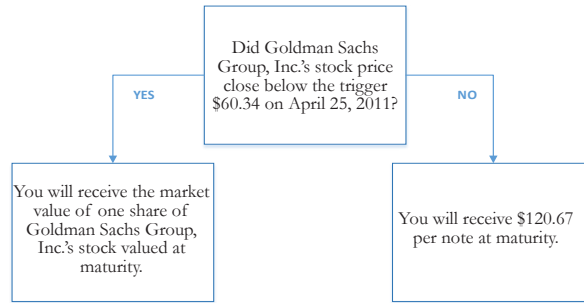 Did Goldman Sachs
Group, Inc.'s stock price
close below the trigger
$60.34 on April 25, 2011?
YES
NO
You will receive the market
value of one share of
Goldman Sachs Group,
Inc.'s stock valued at
maturity.
You will receive $120.67
per note at maturity.